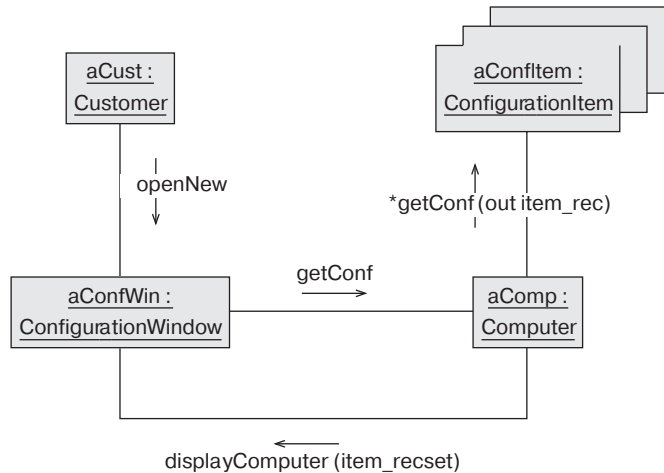 aCust :
Customer
aConfItem :
ConfigurationItem
openNew
*getConf (out item_rec)
getConf
aConfWin :
ConfigurationWindow
aComp :
Computer
displayComputer (item_recset)